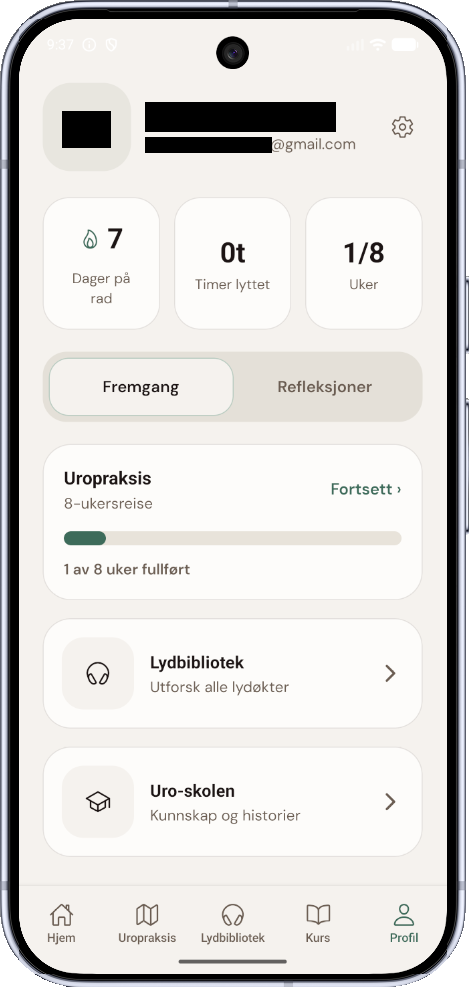 9:37
@gmail.com
7
Dager på
rad
0t
Timer lyttet
1/8
Uker
Fremgang
Refleksjoner
Uropraksis
8-ukersreise
Fortsett ›
1 av 8 uker fullført
Lydbibliotek
Utforsk alle lydøkter
Uro-skolen
Kunnskap og historier
Hjem
Uropraksis
Lydbibliotek
Kurs
Profil